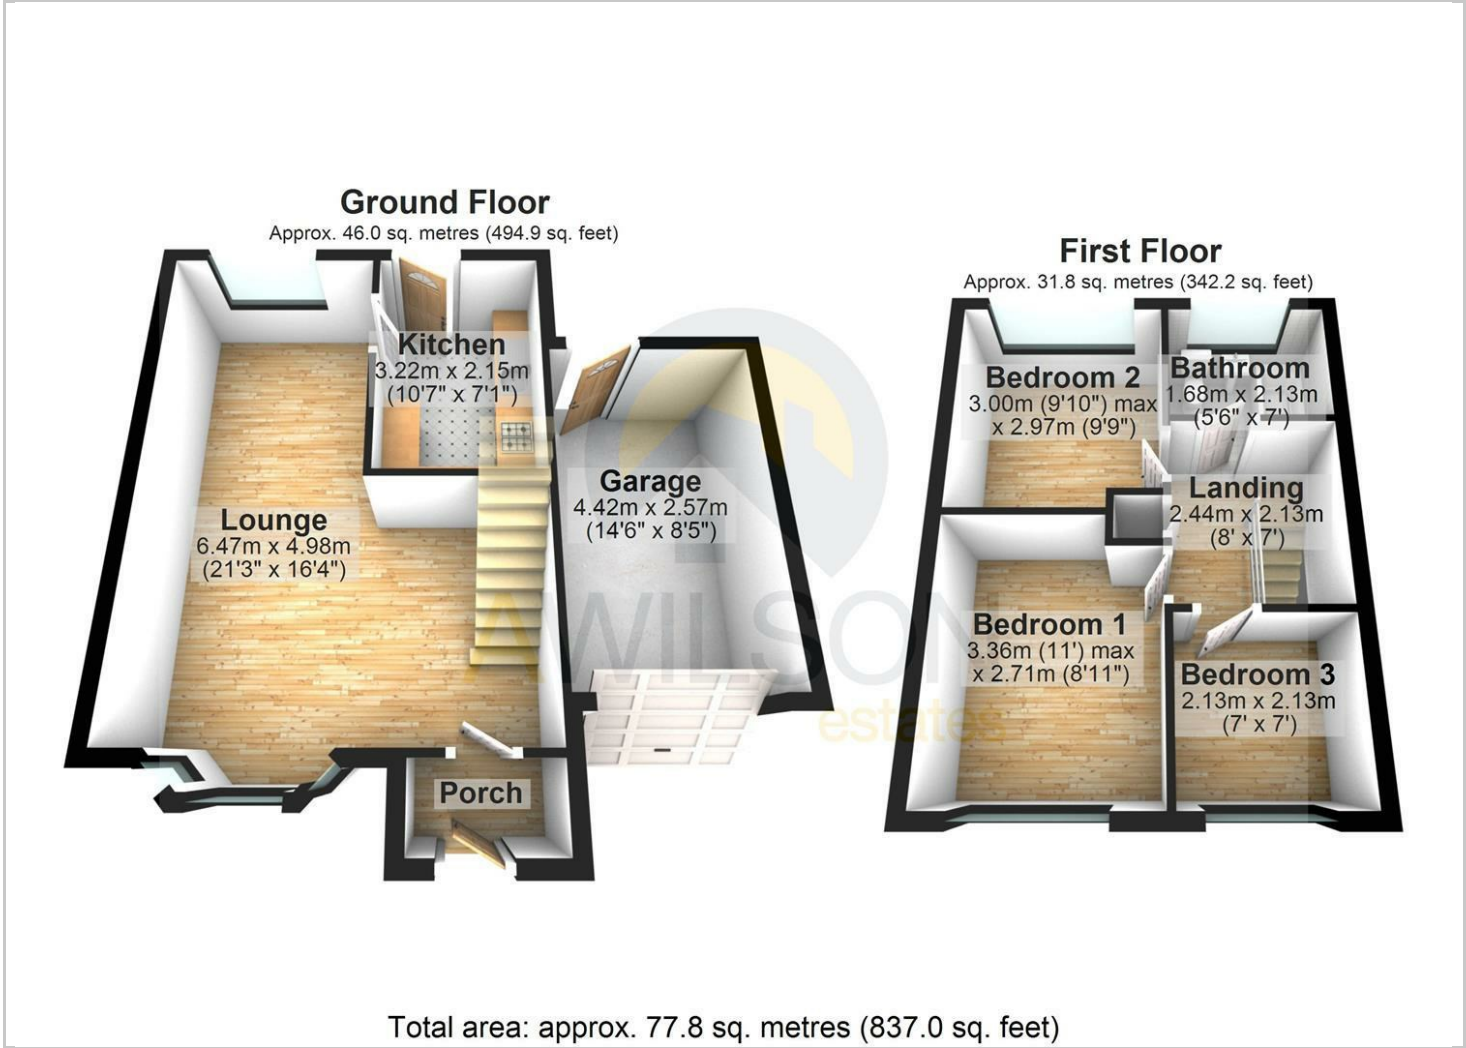 Ground Floor
Approx. 46.0 sq. metres (494.9 sq. feet)
Kitchen
3.22m x 2.15m
(10'7" x 7'1")
Lounge
6.47m x 4.98m
(21'3" x 16'4")
Garage
4.42m x 2.57m
(14'6" x 8'5")
Porch
First Floor
Approx. 31.8 sq. metres (342.2 sq. feet)
Bedroom 2
3.00m (9'10") max
x 2.97m (9'9")
Bathroom
1.68m x 2.13m
(5'6" x 7')
Landing
2.44m x 2.13m
(8' x 7')
Bedroom 1
3.36m (11') max
x 2.71m (8'11")
Bedroom 3
2.13m x 2.13m
(7' x 7')
AWILSON
estates
Total area: approx. 77.8 sq. metres (837.0 sq. feet)